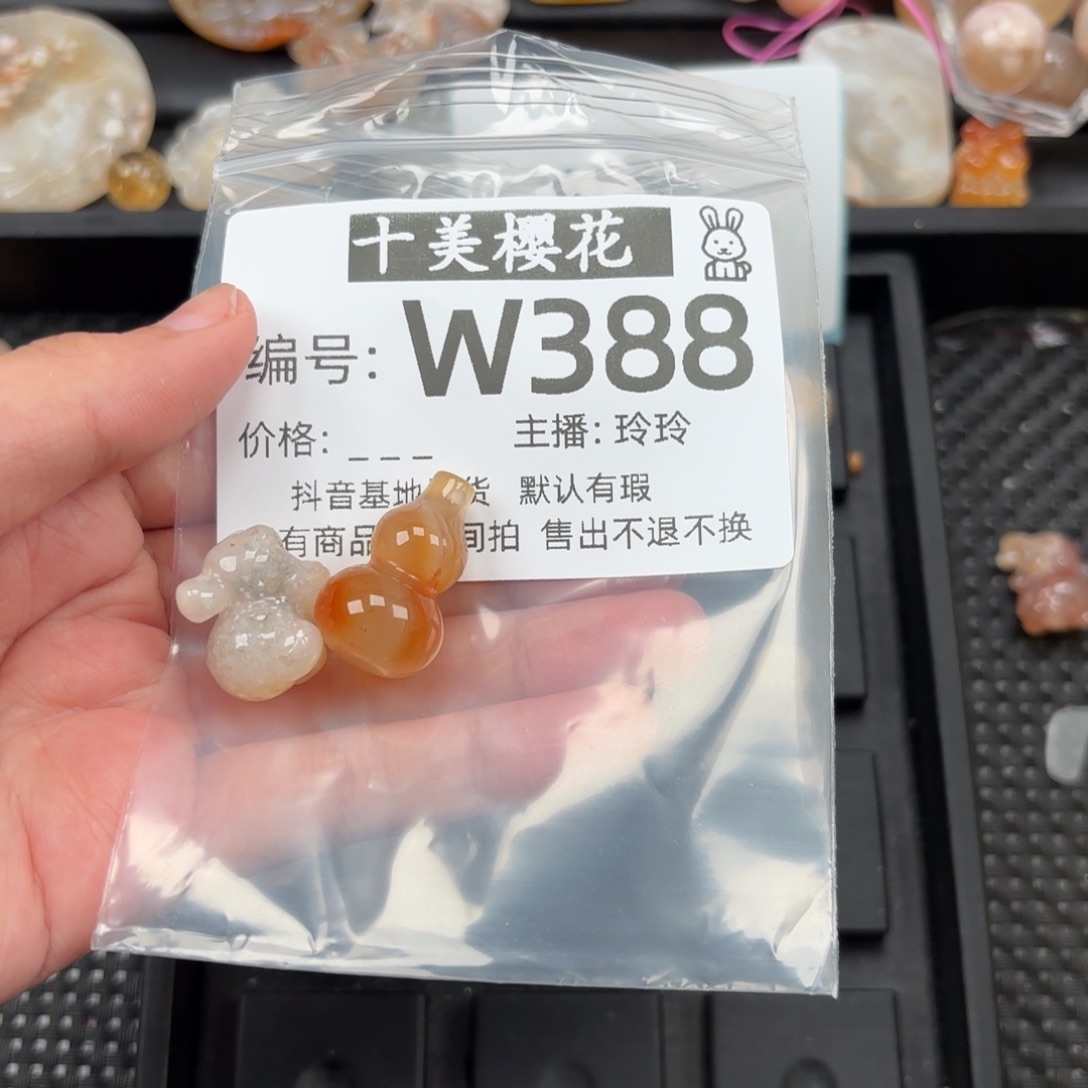 十美樱花
编号: W388
价格: _ _ _ 主播: 玲玲
抖音基地 货 默认有瑕
有商品 间拍 售出不退不换